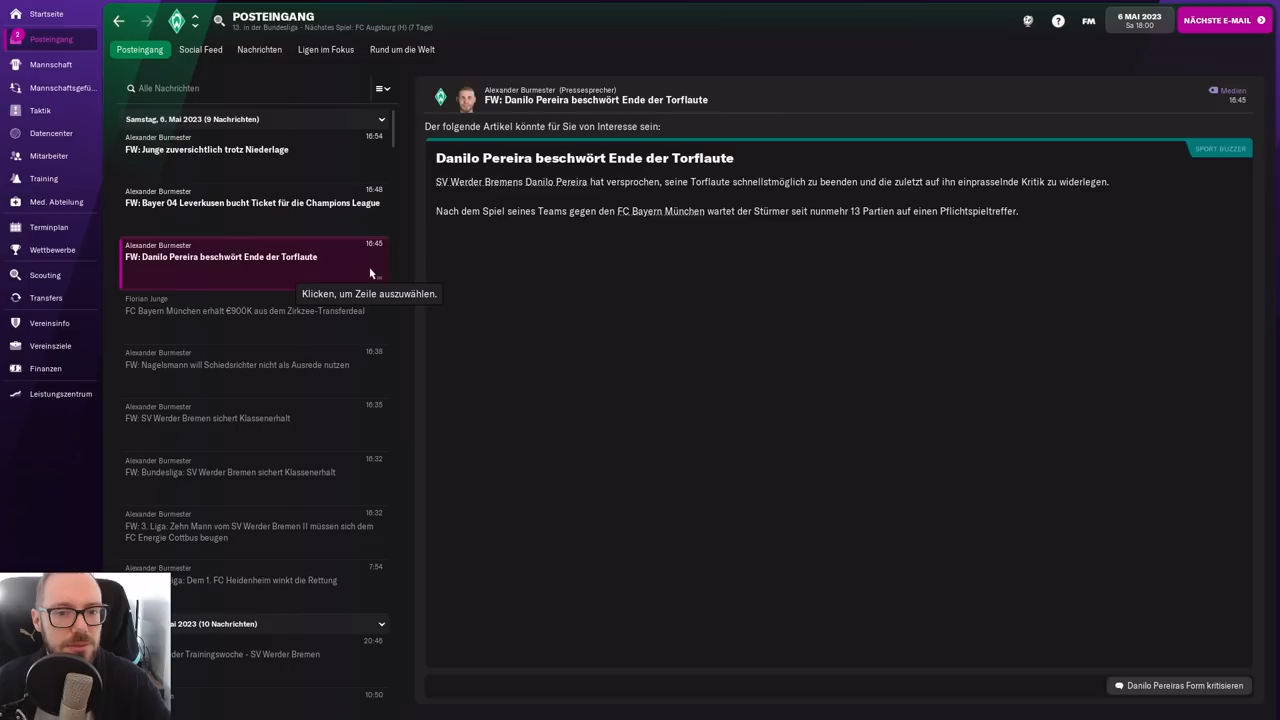 Startseite
2
Posteingang
Mannschaft
Mannschaftsgefü...
Taktik
Datencenter
Mitarbeiter
Training
Med. Abteilung
Terminplan
Wettbewerbe
Scouting
Transfers
Vereinsinfo
Vereinsziele
Finanzen
Leistungszentrum
POSTEINGANG
13. in der Bundesliga - Nächstes Spiel: FC Augsburg (H) (7 Tage)
FM
6 MAI 2023
Sa 18:00
NÄCHSTE E-MAIL
Posteingang
Social Feed
Nachrichten
Ligen im Fokus
Rund um die Welt
Alle Nachrichten
Samstag, 6. Mai 2023 (9 Nachrichten)
Alexander Burmester 16:54
FW: Junge zuversichtlich trotz Niederlage
Alexander Burmester 16:48
FW: Bayer 04 Leverkusen bucht Ticket für die Champions League
Alexander Burmester 16:45
FW: Danilo Pereira beschwört Ende der Torflaute
Klicken, um Zeile auszuwählen.
Florian Junge
FC Bayern München erhält €900K aus dem Zirkzee-Transferdeal
Alexander Burmester 16:38
FW: Nagelsmann will Schiedsrichter nicht als Ausrede nutzen
Alexander Burmester 16:35
FW: SV Werder Bremen sichert Klassenerhalt
Alexander Burmester 16:32
FW: Bundesliga: SV Werder Bremen sichert Klassenerhalt
Alexander Burmester 16:32
FW: 3. Liga: Zehn Mann vom SV Werder Bremen II müssen sich dem
FC Energie Cottbus beugen
Alexander Burmester 7:54
iga: Dem 1. FC Heidenheim winkt die Rettung
ai 2023 (10 Nachrichten)
20:46
der Trainingswoche - SV Werder Bremen
10:50
Alexander Burmester (Pressesprecher)
FW: Danilo Pereira beschwört Ende der Torflaute
Medien
16:45
Der folgende Artikel könnte für Sie von Interesse sein:
SPORT BUZZER
Danilo Pereira beschwört Ende der Torflaute
SV Werder Bremens Danilo Pereira hat versprochen, seine Torflaute schnellstmöglich zu beenden und die zuletzt auf ihn einprasselnde Kritik zu widerlegen.
Nach dem Spiel seines Teams gegen den FC Bayern München wartet der Stürmer seit nunmehr 13 Partien auf einen Pflichtspieltreffer.
Danilo Pereiras Form kritisieren